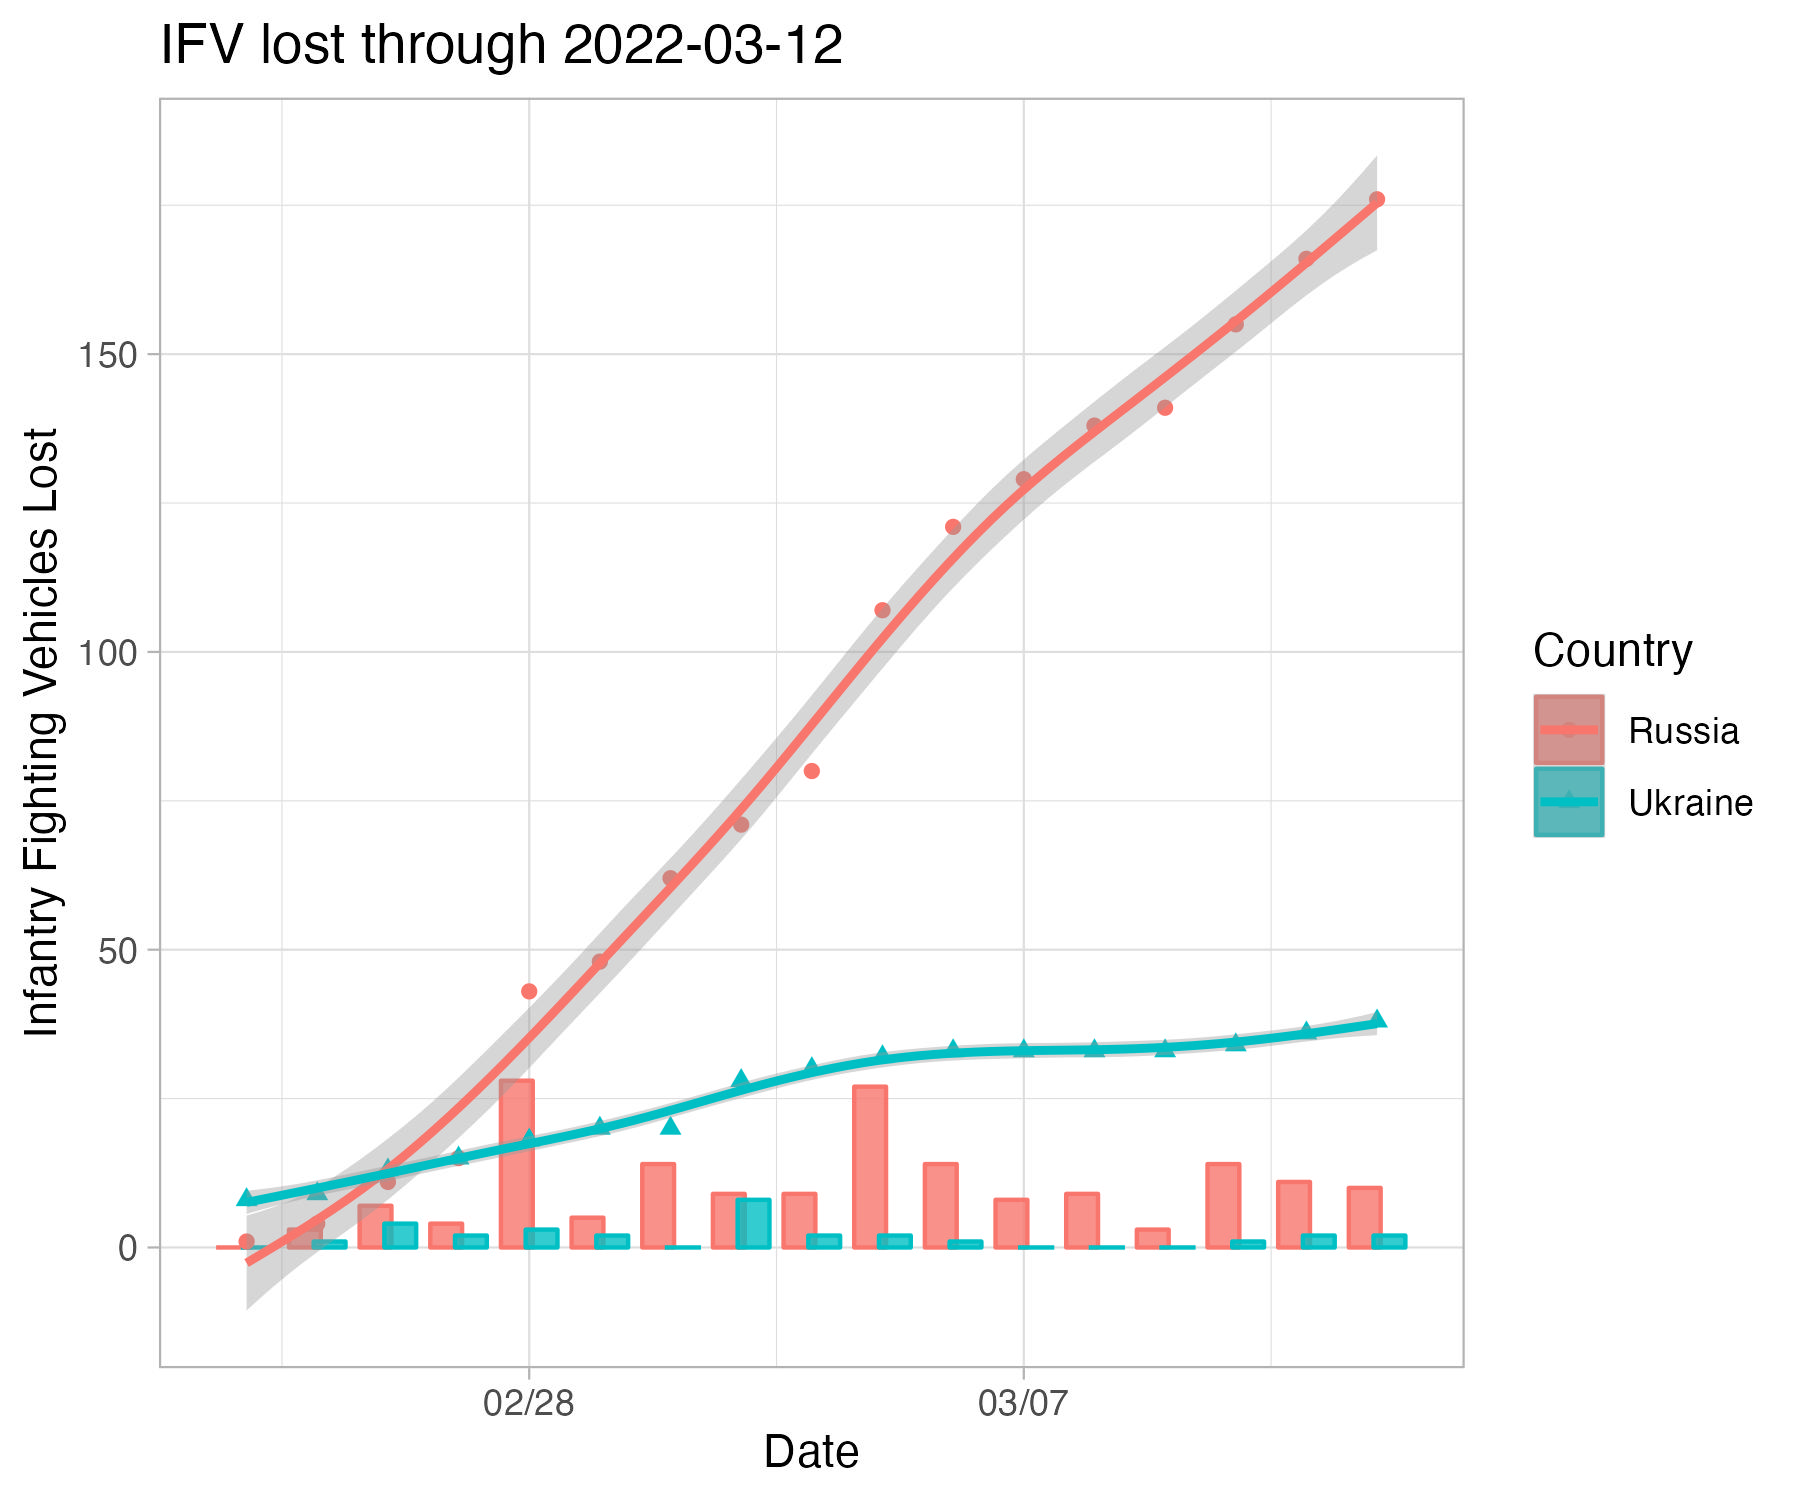 IFV lost through 2022-03-12
Infantry Fighting Vehicles Lost
150
100
50
0
02/28
03/07
Date
Country
Russia
Ukraine